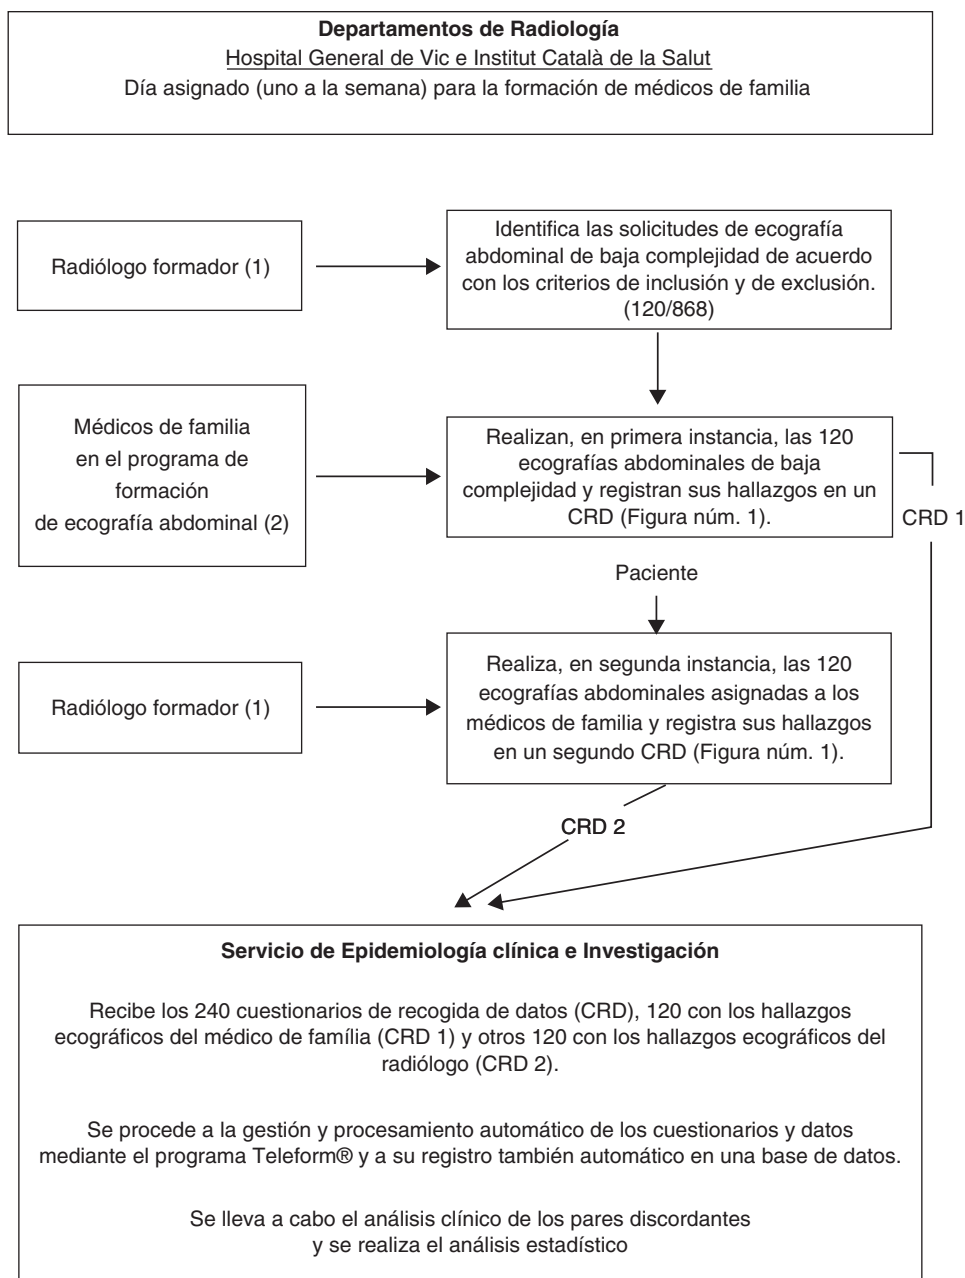 Departamentos de Radiología
Hospital General de Vic e Institut Català de la Salut
Día asignado (uno a la semana) para la formación de médicos de familia
Radiólogo formador (1)
Identifica las solicitudes de ecografía
abdominal de baja complejidad de acuerdo
con los criterios de inclusión y de exclusión.
(120/868)
Médicos de familia
en el programa de
formación
de ecografía abdominal (2)
Realizan, en primera instancia, las 120
ecografías abdominales de baja
complejidad y registran sus hallazgos en un
CRD (Figura núm. 1).
CRD 1
Paciente
Radiólogo formador (1)
Realiza, en segunda instancia, las 120
ecografías abdominales asignadas a los
médicos de familia y registra sus hallazgos
en un segundo CRD (Figura núm. 1).
CRD 2
Servicio de Epidemiología clínica e Investigación
Recibe los 240 cuestionarios de recogida de datos (CRD), 120 con los hallazgos
ecográficos del médico de família (CRD 1) y otros 120 con los hallazgos ecográficos del
radiólogo (CRD 2).
Se procede a la gestión y procesamiento automático de los cuestionarios y datos
mediante el programa Teleform® y a su registro también automático en una base de datos.
Se lleva a cabo el análisis clínico de los pares discordantes
y se realiza el análisis estadístico